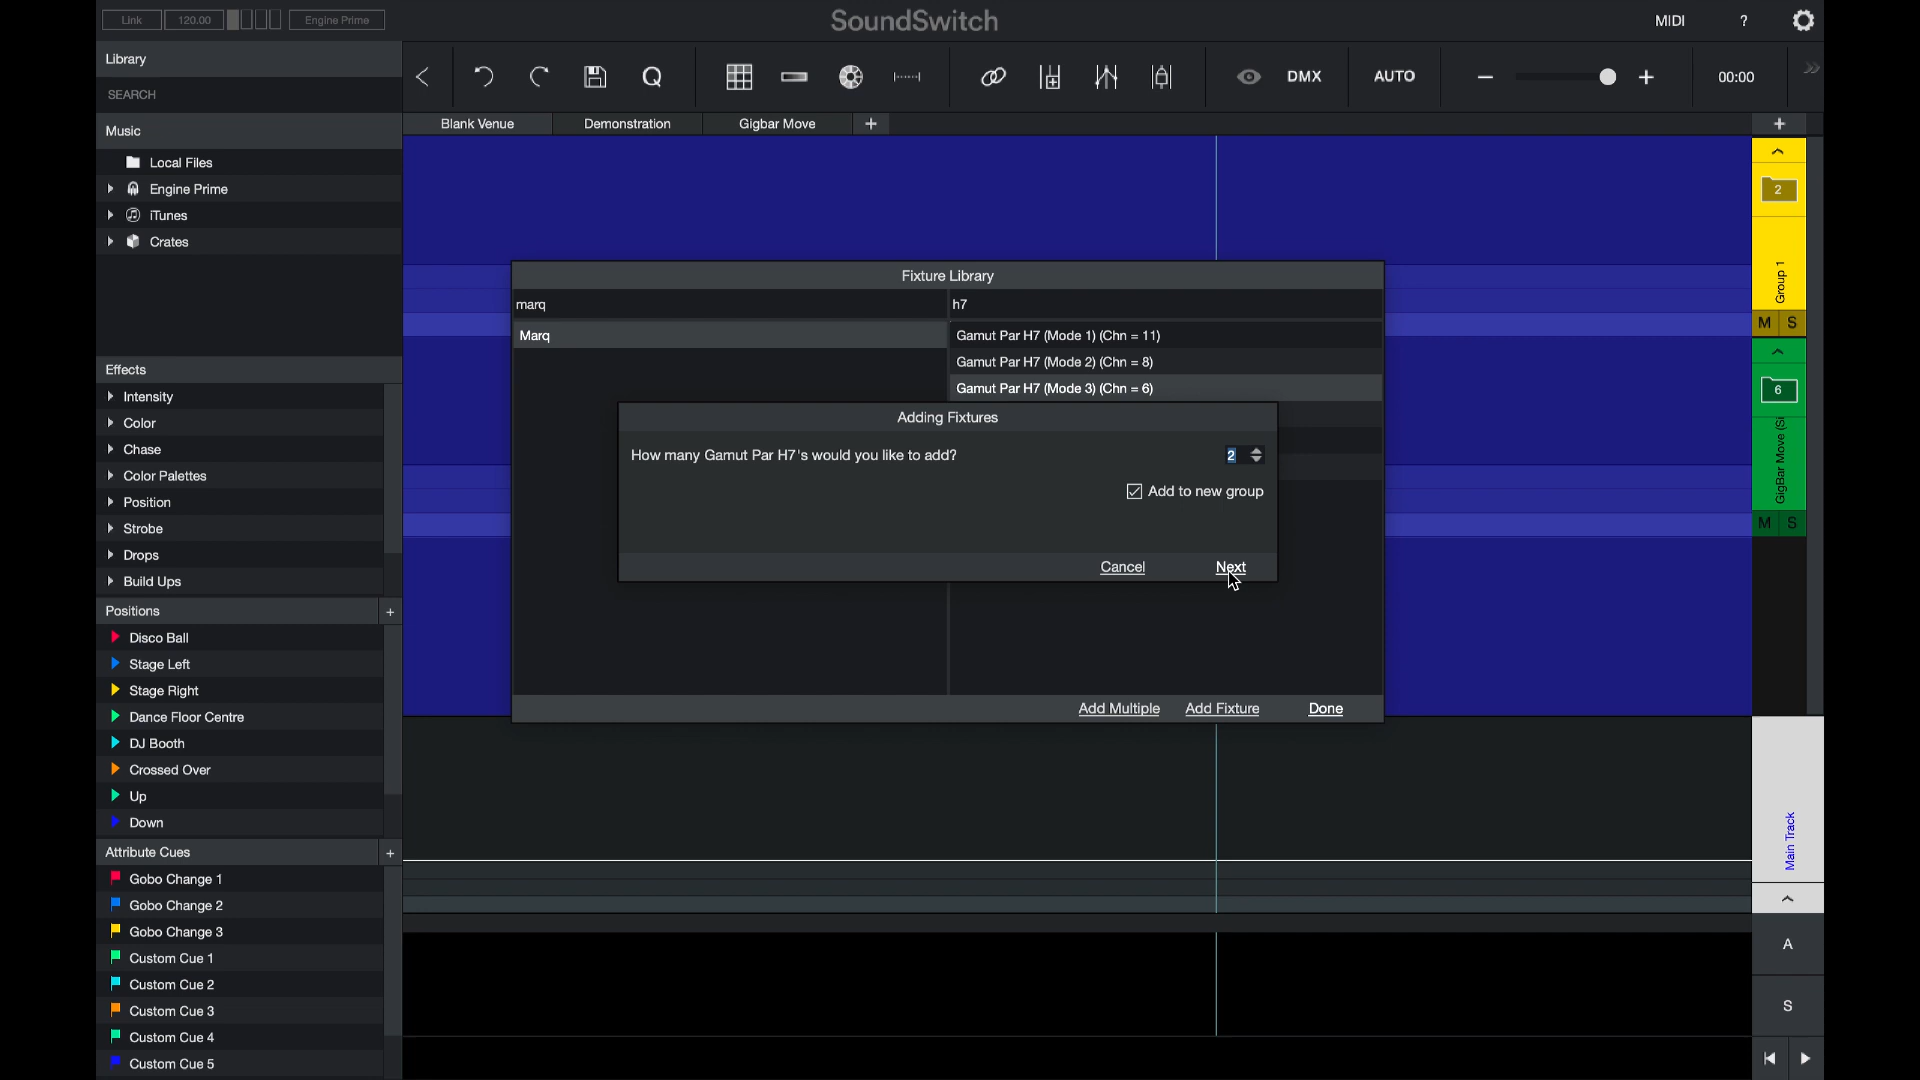 Link
120.00
Engine Prime
SoundSwitch
MIDI
?
Library
SEARCH
Q
DMX
AUTO
00:00
Music
Local Files
Engine Prime
iTunes
Crates
Blank Venue
Demonstration
Gigbar Move
+
+
2
Group 1
M S
6
M S
Fixture Library
marq
h7
Marq
Gamut Par H7 (Mode 1) (Chn = 11)
Gamut Par H7 (Mode 2) (Chn = 8)
Gamut Par H7 (Mode 3) (Chn = 6)
Adding Fixtures
How many Gamut Par H7's would you like to add?
2
Add to new group
Cancel
Next
Add Multiple
Add Fixture
Done
Effects
Intensity
Color
Chase
Color Palettes
Position
Strobe
Drops
Build Ups
Positions
+
Disco Ball
Stage Left
Stage Right
Dance Floor Centre
DJ Booth
Crossed Over
Up
Down
Attribute Cues
+
Gobo Change 1
Gobo Change 2
Gobo Change 3
Custom Cue 1
Custom Cue 2
Custom Cue 3
Custom Cue 4
Custom Cue 5
Main Track
A
S